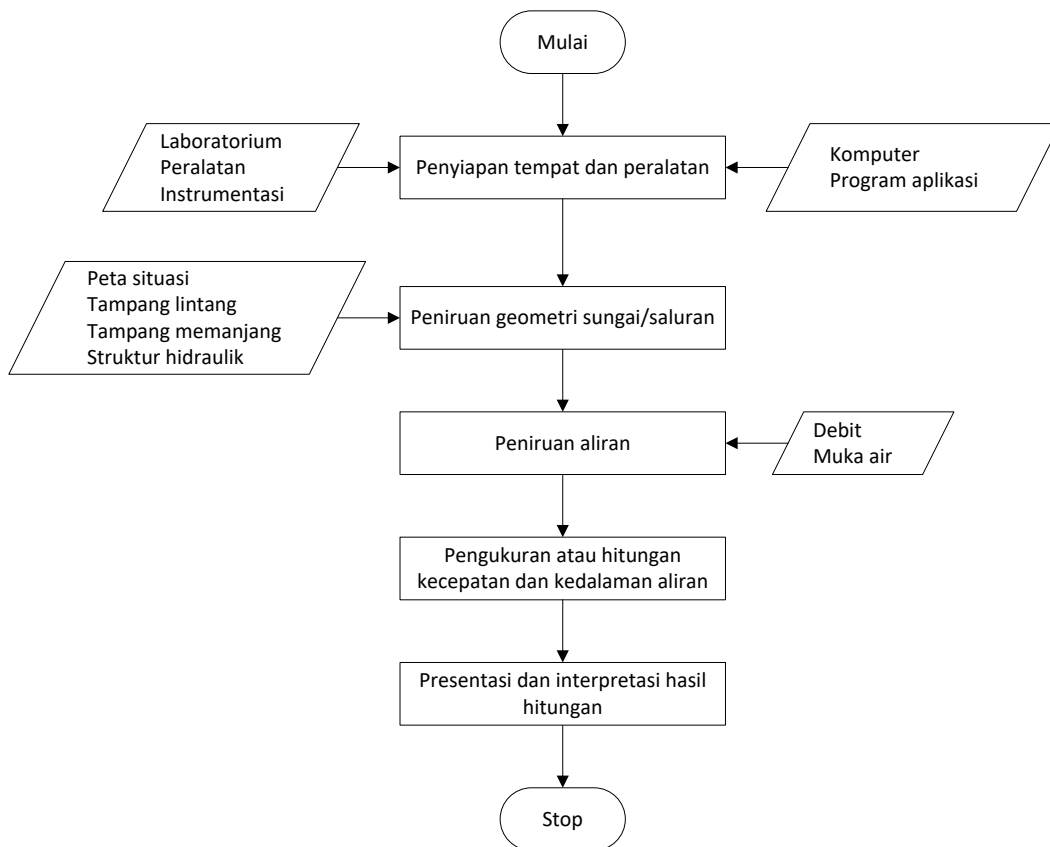 Mulai
Laboratorium
Peralatan
Instrumentasi
Penyiapan tempat dan peralatan
Komputer
Program aplikasi
Peta situasi
Tampang lintang
Tampang memanjang
Struktur hidraulik
Peniruan geometri sungai/saluran
Peniruan aliran
Debit
Muka air
Pengukuran atau hitungan
kecepatan dan kedalaman aliran
Presentasi dan interpretasi hasil
hitungan
Stop